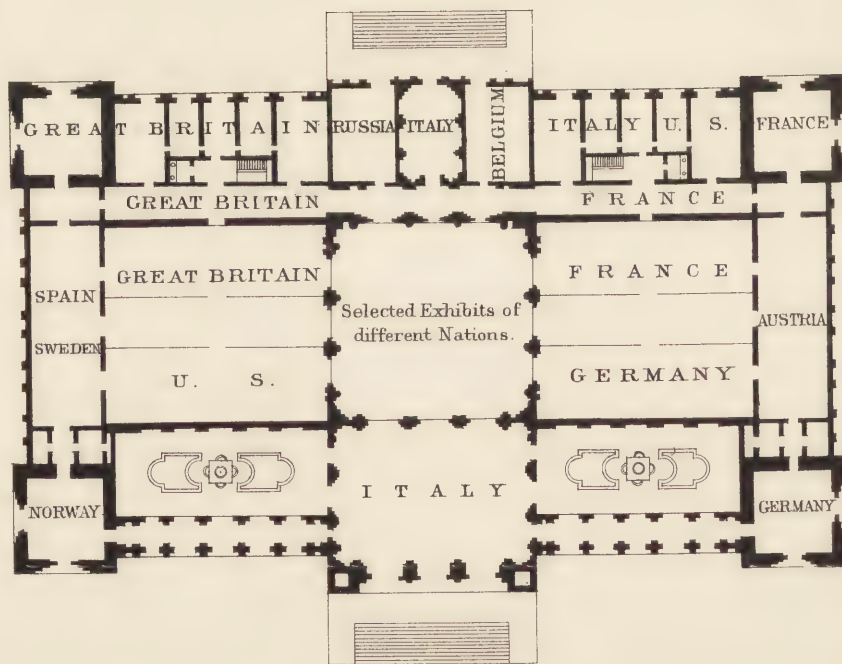 GREAT BRITAIN
RUSSIA
ITALY
BELGIUM
ITALY
U. S.
FRANCE
GREAT BRITAIN
FRANCE
GREAT BRITAIN
FRANCE
SPAIN
Selected Exhibits of
different Nations.
AUSTRIA
SWEDEN
U. S.
GERMANY
ITALY
NORWAY
GERMANY